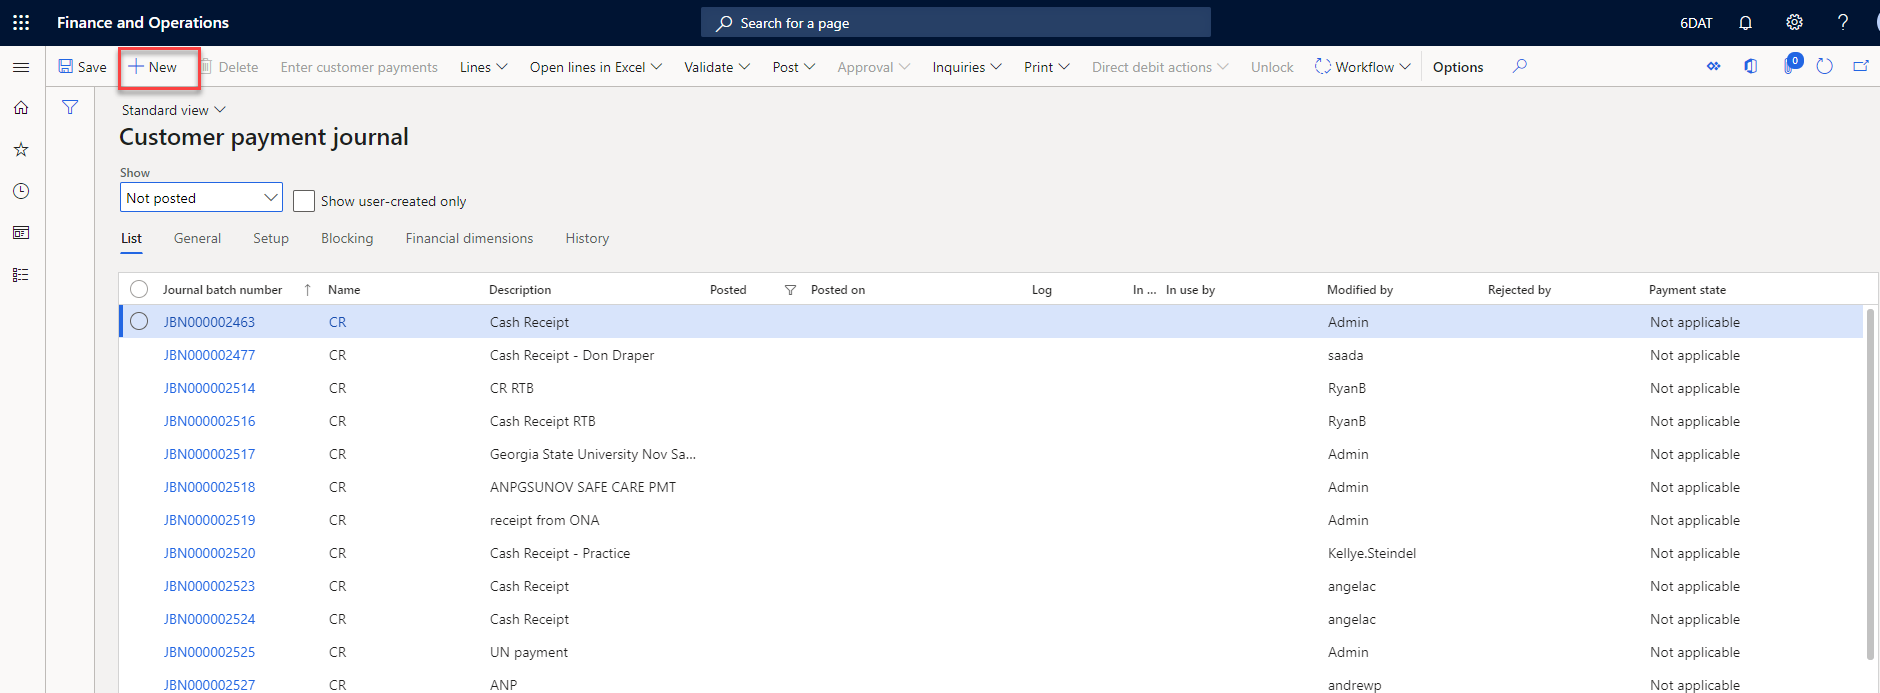 Finance and Operations Search for a page 6DAT
Save New Delete Enter customer payments Lines Open lines in Excel Validate Post Approval Inquiries Print Direct debit actions Unlock Workflow Options 0
Standard view
Customer payment journal
Show
Not posted Show user-created only
List General Setup Blocking Financial dimensions History
Journal batch number ↑ Name Description Posted Posted on Log In ... In use by Modified by Rejected by Payment state
JBN000002463 CR Cash Receipt Admin Not applicable
JBN000002477 CR Cash Receipt - Don Draper saada Not applicable
JBN000002514 CR CR RTB RyanB Not applicable
JBN000002516 CR Cash Receipt RTB RyanB Not applicable
JBN000002517 CR Georgia State University Nov Sa... Admin Not applicable
JBN000002518 CR ANPGSUNOV SAFE CARE PMT Admin Not applicable
JBN000002519 CR receipt from ONA Admin Not applicable
JBN000002520 CR Cash Receipt - Practice Kellye.Steindel Not applicable
JBN000002523 CR Cash Receipt angelac Not applicable
JBN000002524 CR Cash Receipt angelac Not applicable
JBN000002525 CR UN payment Admin Not applicable
JBN000002527 CR ANP andrewp Not applicable